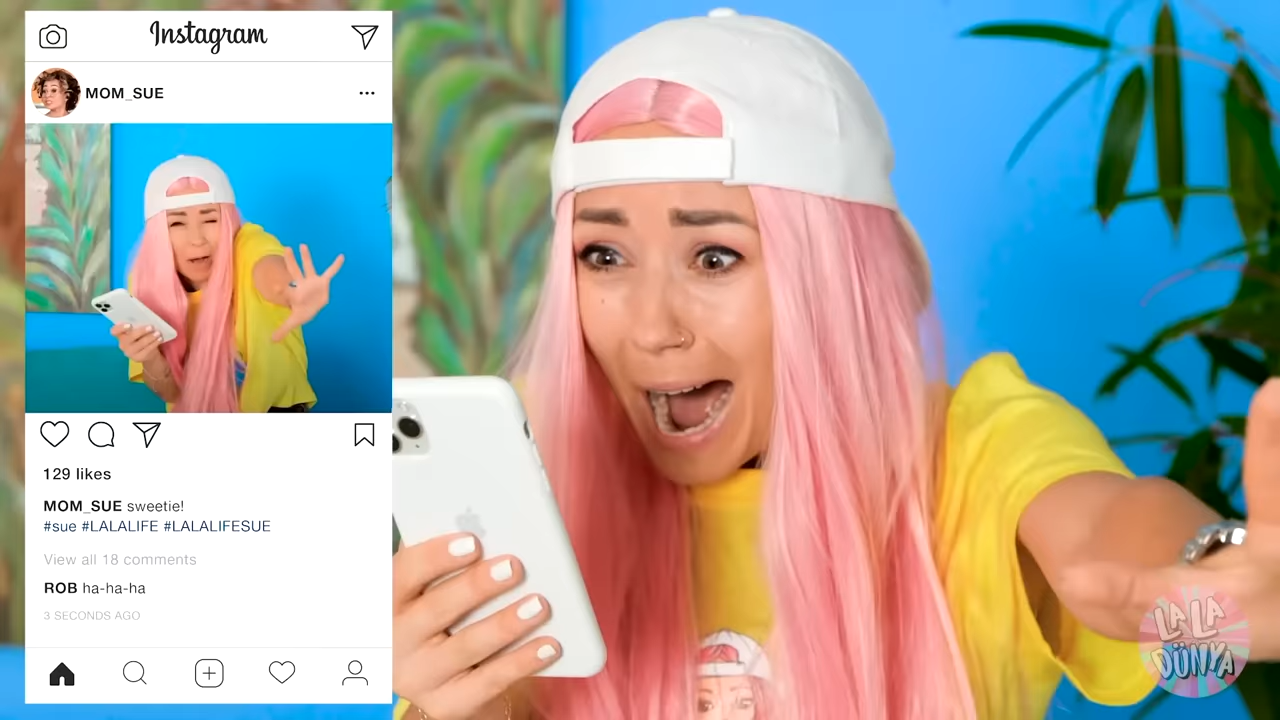 Instagram
MOM_SUE
129 likes
MOM_SUE sweetie!
#sue #LALALIFE #LALALIFESUE
View all 18 comments
ROB ha-ha-ha
3 SECONDS AGO
LA LA
DÜNYA